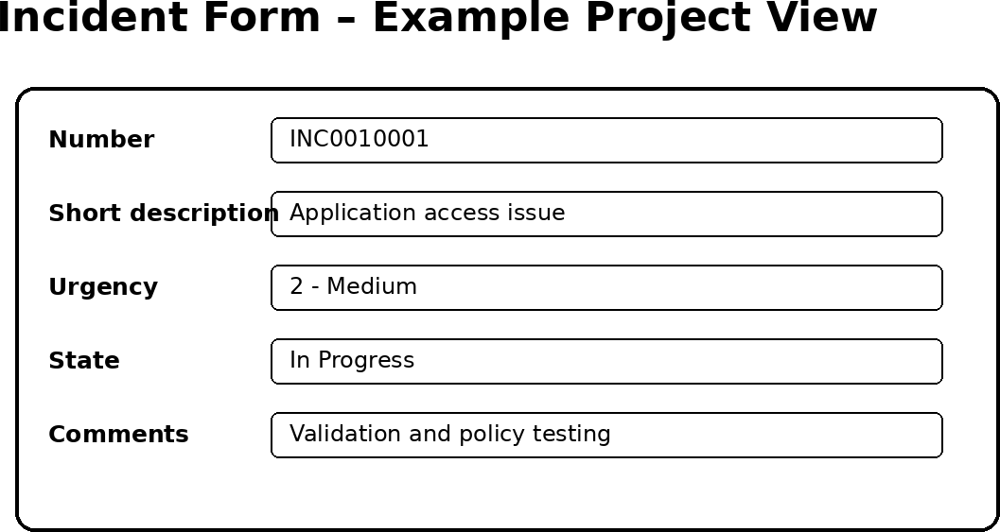 Incident Form – Example Project View
Number INC0010001
Short description Application access issue
Urgency 2 - Medium
State In Progress
Comments Validation and policy testing